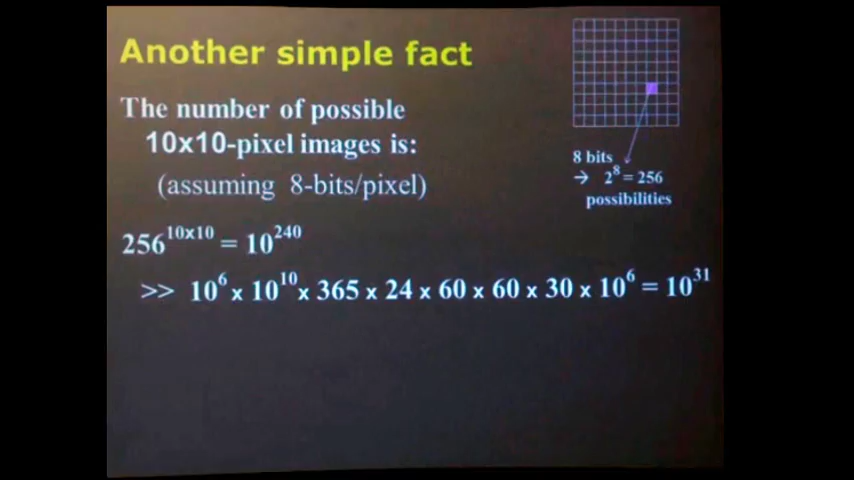 Another simple fact
The number of possible
10x10-pixel images is:
(assuming 8-bits/pixel)
8 bits
→ 2⁸ = 256
possibilities
256¹⁰ˣ¹⁰ = 10²⁴⁰
>> 10⁶ x 10¹⁰ x 365 x 24 x 60 x 60 x 30 x 10⁶ = 10³¹